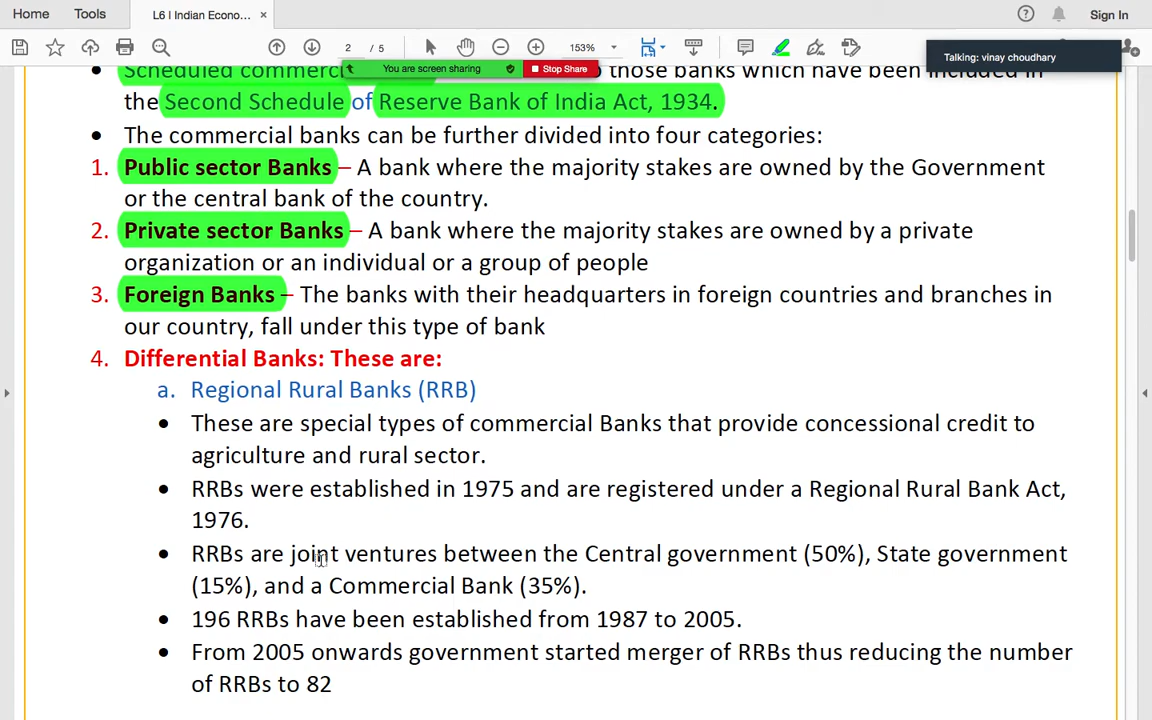 Home Tools L6 I Indian Econo... × Sign In
2 / 5 153%
Talking: vinay choudhary
You are screen sharing Stop Share
• Scheduled commerc those banks which have been included in
the Second Schedule of Reserve Bank of India Act, 1934.
• The commercial banks can be further divided into four categories:
1. Public sector Banks – A bank where the majority stakes are owned by the Government
or the central bank of the country.
2. Private sector Banks – A bank where the majority stakes are owned by a private
organization or an individual or a group of people
3. Foreign Banks – The banks with their headquarters in foreign countries and branches in
our country, fall under this type of bank
4. Differential Banks: These are:
a. Regional Rural Banks (RRB)
• These are special types of commercial Banks that provide concessional credit to
agriculture and rural sector.
• RRBs were established in 1975 and are registered under a Regional Rural Bank Act,
1976.
• RRBs are joint ventures between the Central government (50%), State government
(15%), and a Commercial Bank (35%).
• 196 RRBs have been established from 1987 to 2005.
• From 2005 onwards government started merger of RRBs thus reducing the number
of RRBs to 82